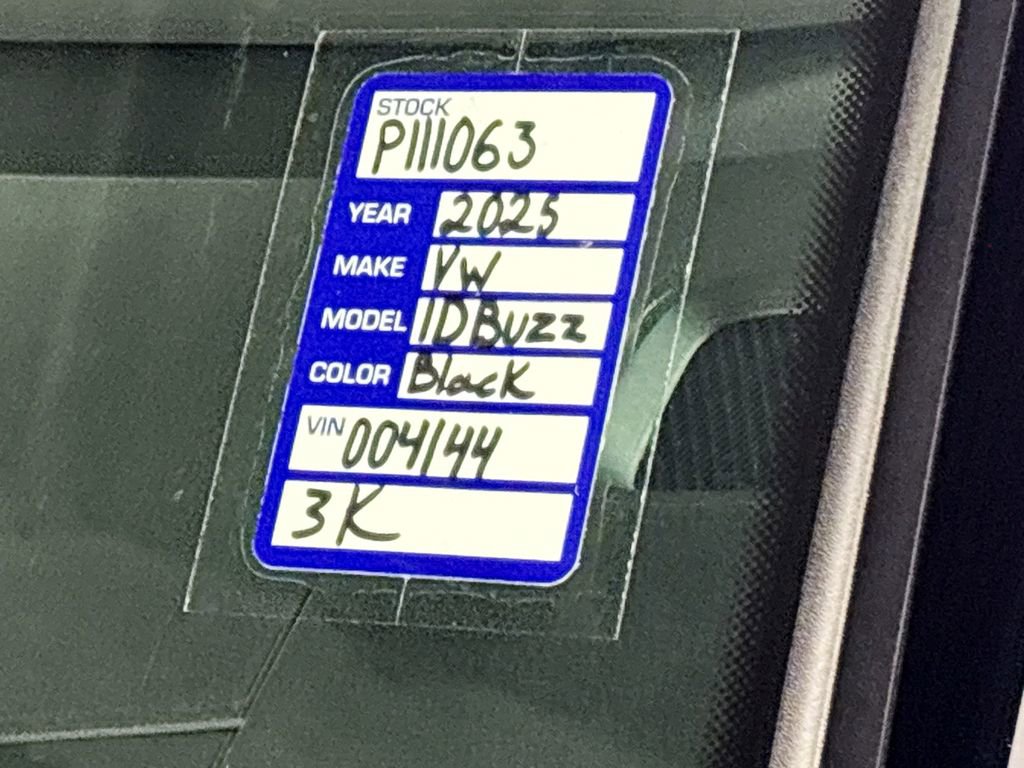 STOCK
P111063
YEAR 2025
MAKE VW
MODEL IDBuzz
COLOR Black
VIN 004144
3K